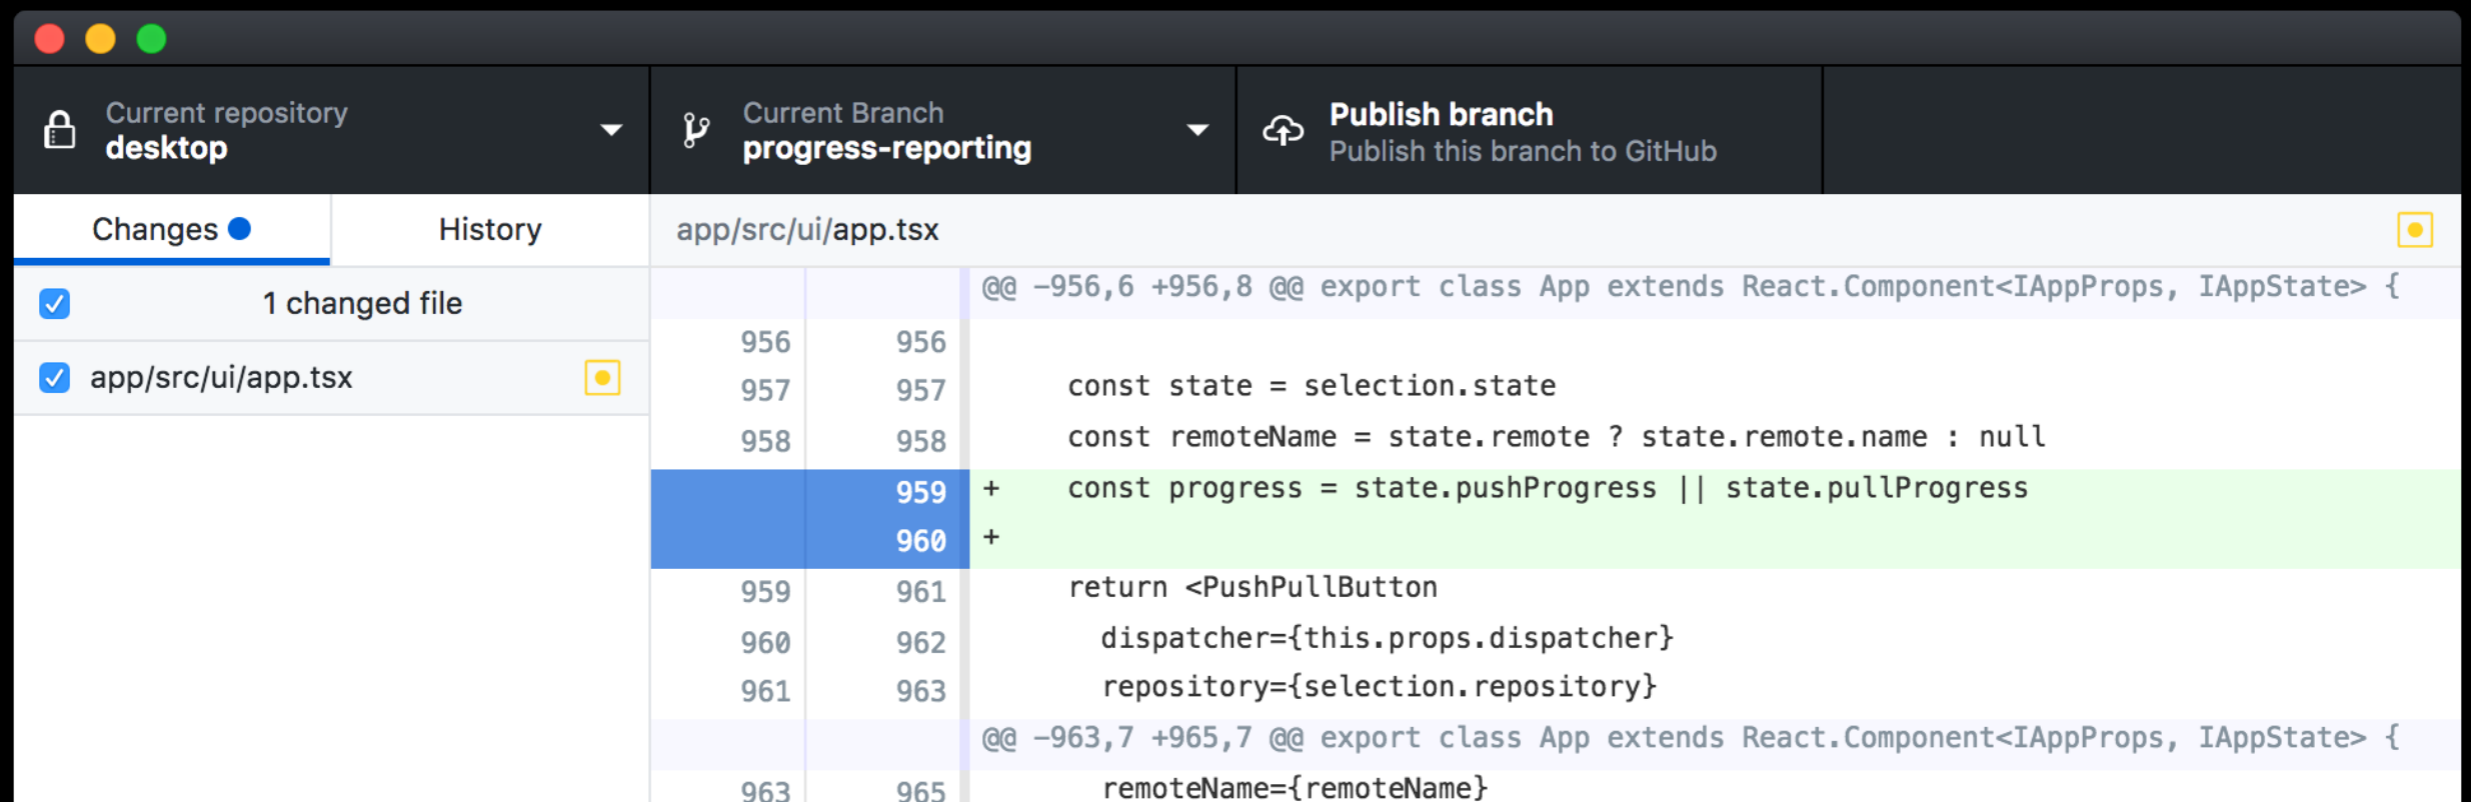 Current repository
desktop
Current Branch
progress-reporting
Publish branch
Publish this branch to GitHub
Changes
History
1 changed file
app/src/ui/app.tsx
app/src/ui/app.tsx
@@ -956,6 +956,8 @@ export class App extends React.Component<IAppProps, IAppState> {
956 956
957 957 const state = selection.state
958 958 const remoteName = state.remote ? state.remote.name : null
959 + const progress = state.pushProgress || state.pullProgress
960 +
959 961 return <PushPullButton
960 962 dispatcher={this.props.dispatcher}
961 963 repository={selection.repository}
@@ -963,7 +965,7 @@ export class App extends React.Component<IAppProps, IAppState> {
963 965 remoteName={remoteName}